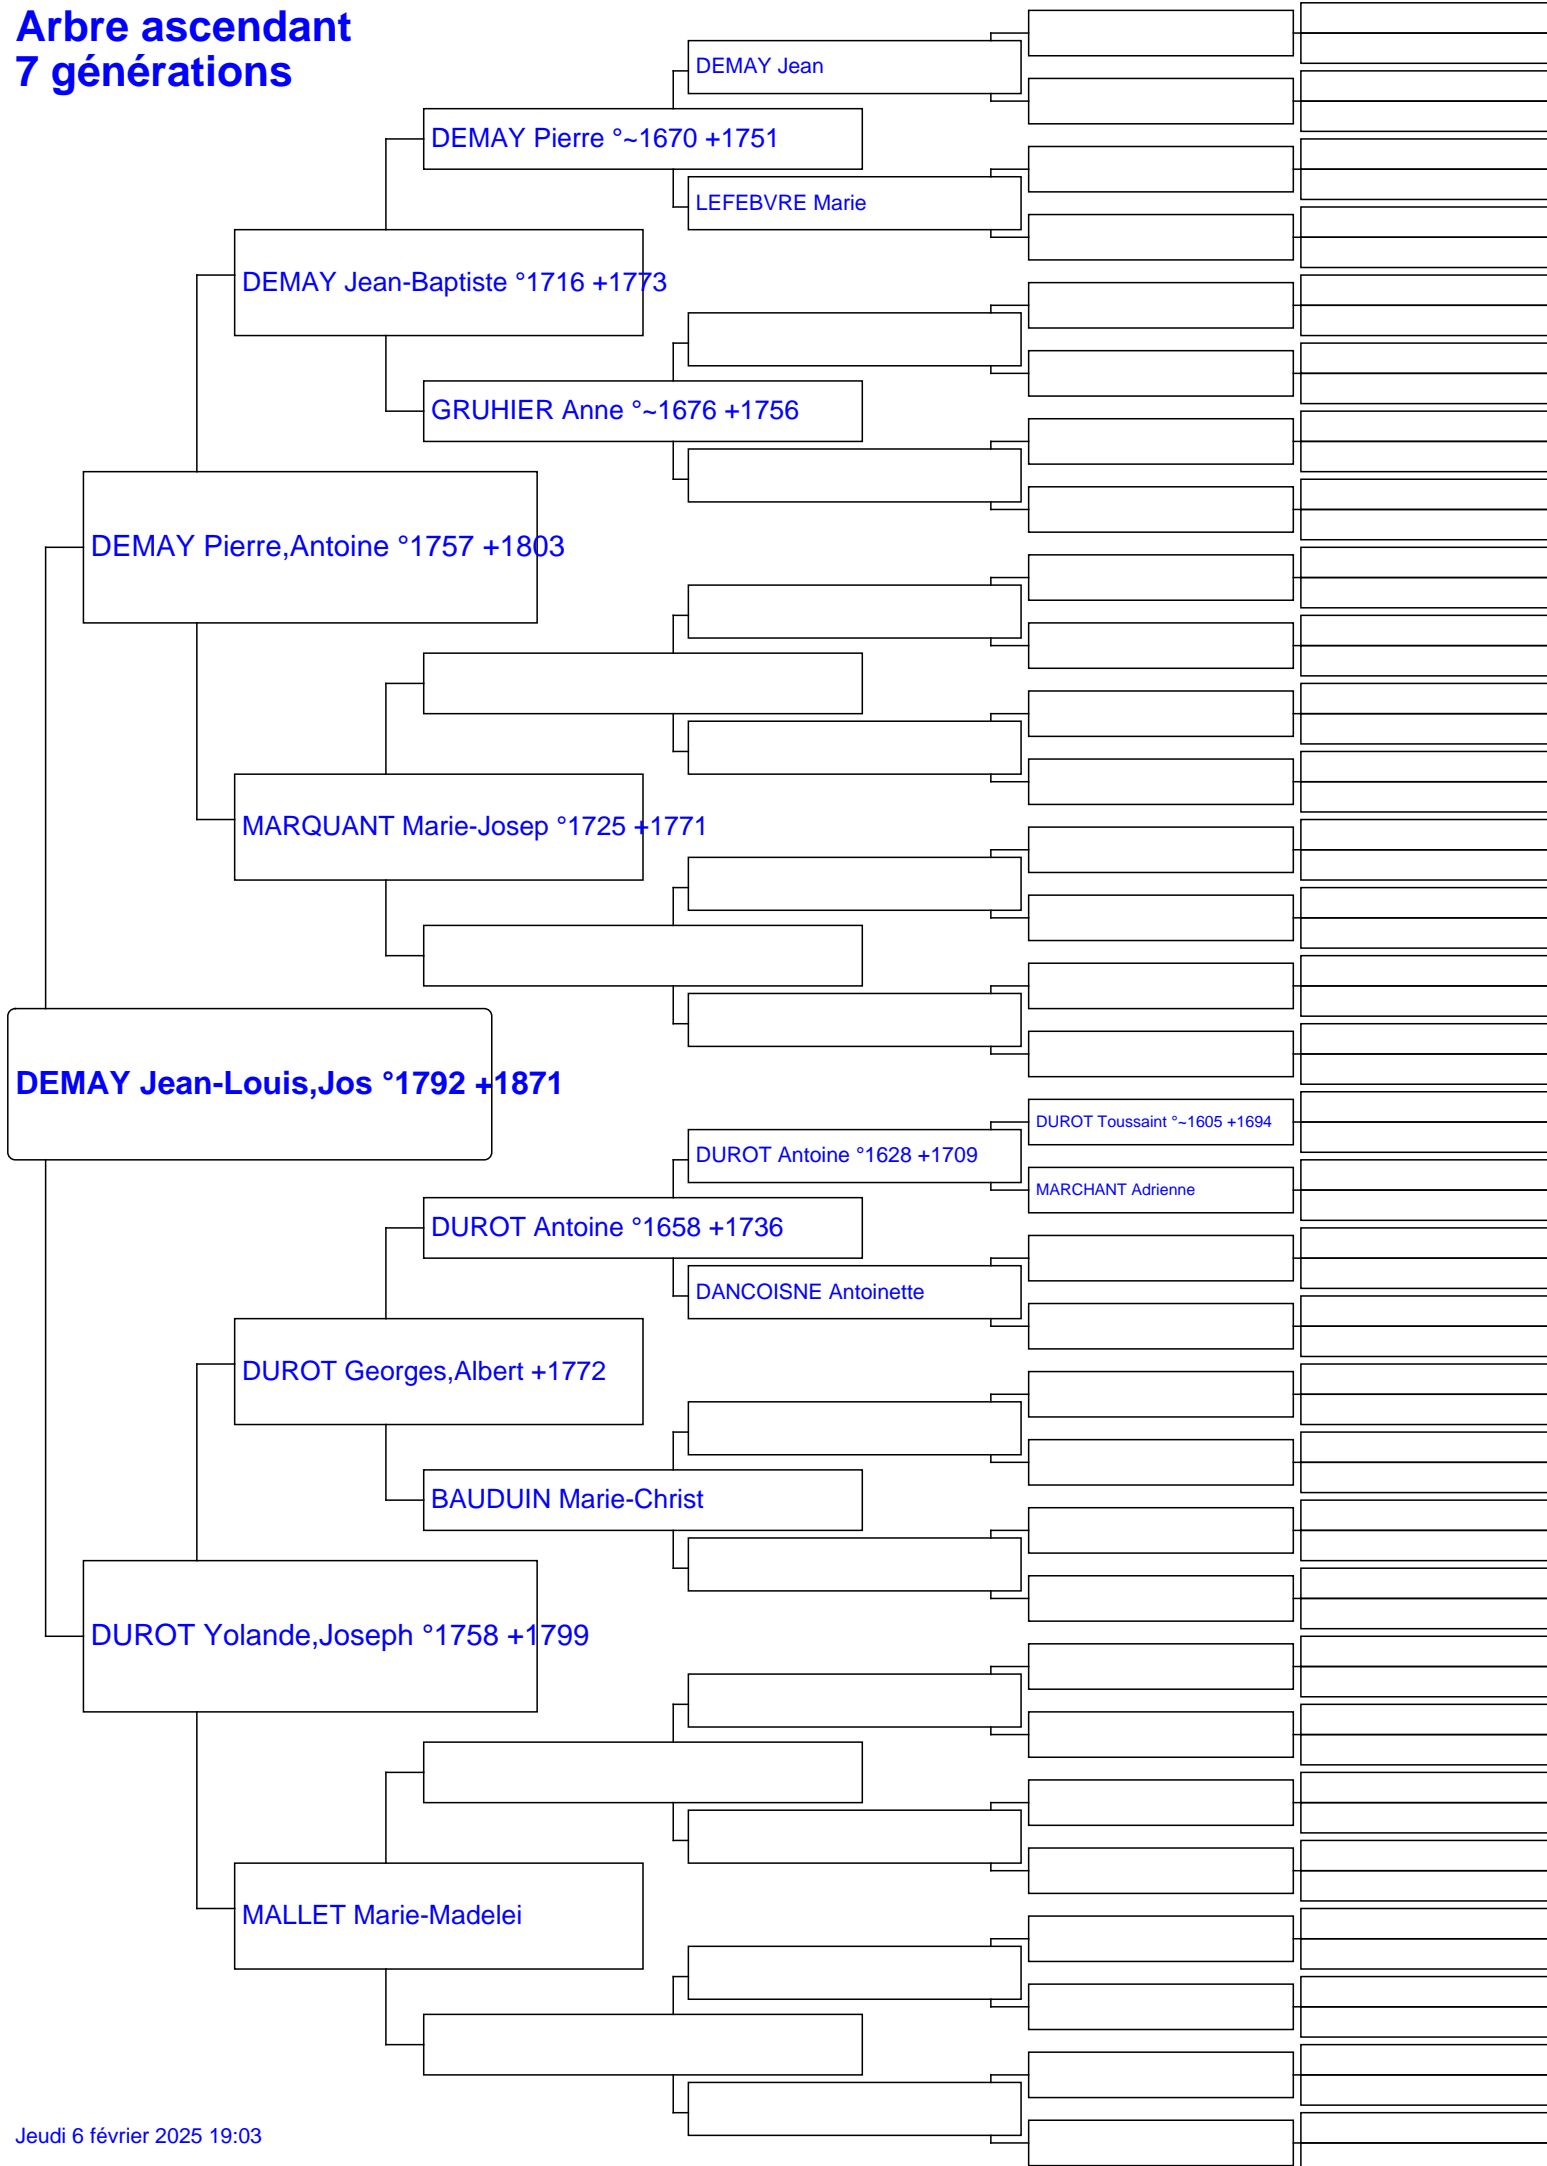 Arbre ascendant
7 générations
DEMAY Jean
DEMAY Pierre °~1670 +1751
LEFEBVRE Marie
DEMAY Jean-Baptiste °1716 +1773
GRUHIER Anne °~1676 +1756
DEMAY Pierre,Antoine °1757 +1803
MARQUANT Marie-Josep °1725 +1771
DEMAY Jean-Louis,Jos °1792 +1871
DUROT Toussaint °~1605 +1694
DUROT Antoine °1628 +1709
MARCHANT Adrienne
DUROT Antoine °1658 +1736
DANCOISNE Antoinette
DUROT Georges,Albert +1772
BAUDUIN Marie-Christ
DUROT Yolande,Joseph °1758 +1799
MALLET Marie-Madelei
Jeudi 6 février 2025 19:03